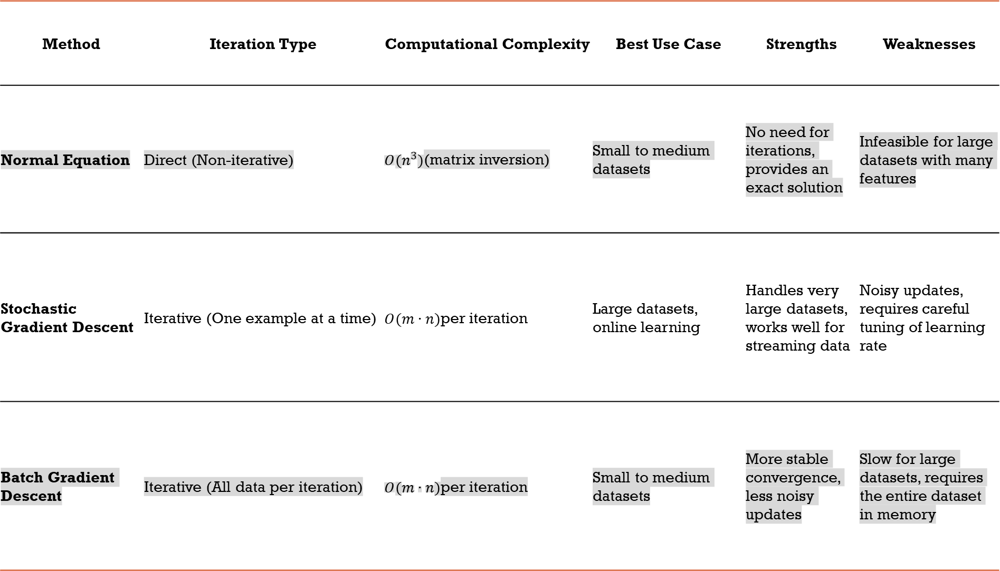 Method Iteration Type Computational Complexity Best Use Case Strengths Weaknesses
Normal Equation
Direct (Non-iterative)
O(n³)(matrix inversion)
Small to medium
datasets
No need for
iterations,
provides an
exact solution
Infeasible for large
datasets with many
features
Stochastic
Gradient Descent
Iterative (One example at a time)
O(m · n)per iteration
Large datasets,
online learning
Handles very
large datasets,
works well for
streaming data
Noisy updates,
requires careful
tuning of learning
rate
Batch Gradient
Descent
Iterative (All data per iteration)
O(m · n)per iteration
Small to medium
datasets
More stable
convergence,
less noisy
updates
Slow for large
datasets, requires
the entire dataset
in memory